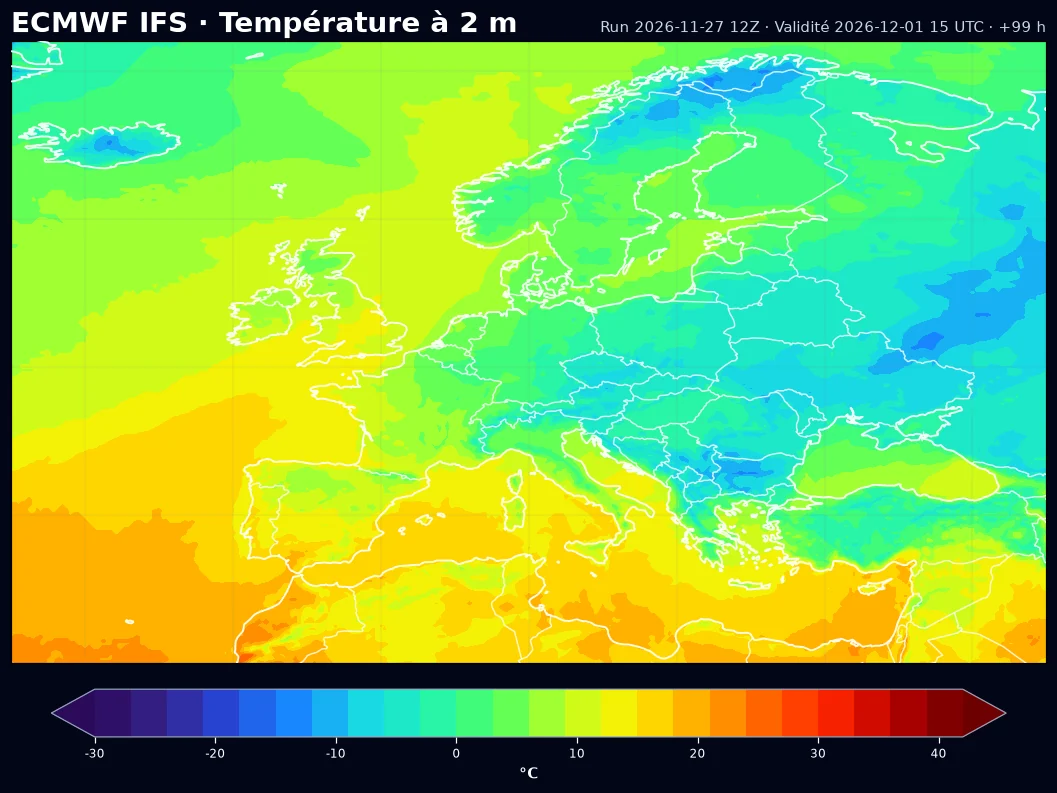 ECMWF IFS · Température à 2 m
Run 2026-11-27 12Z · Validité 2026-12-01 15 UTC · +99 h
-30 -20 -10 0 10 20 30 40
°C